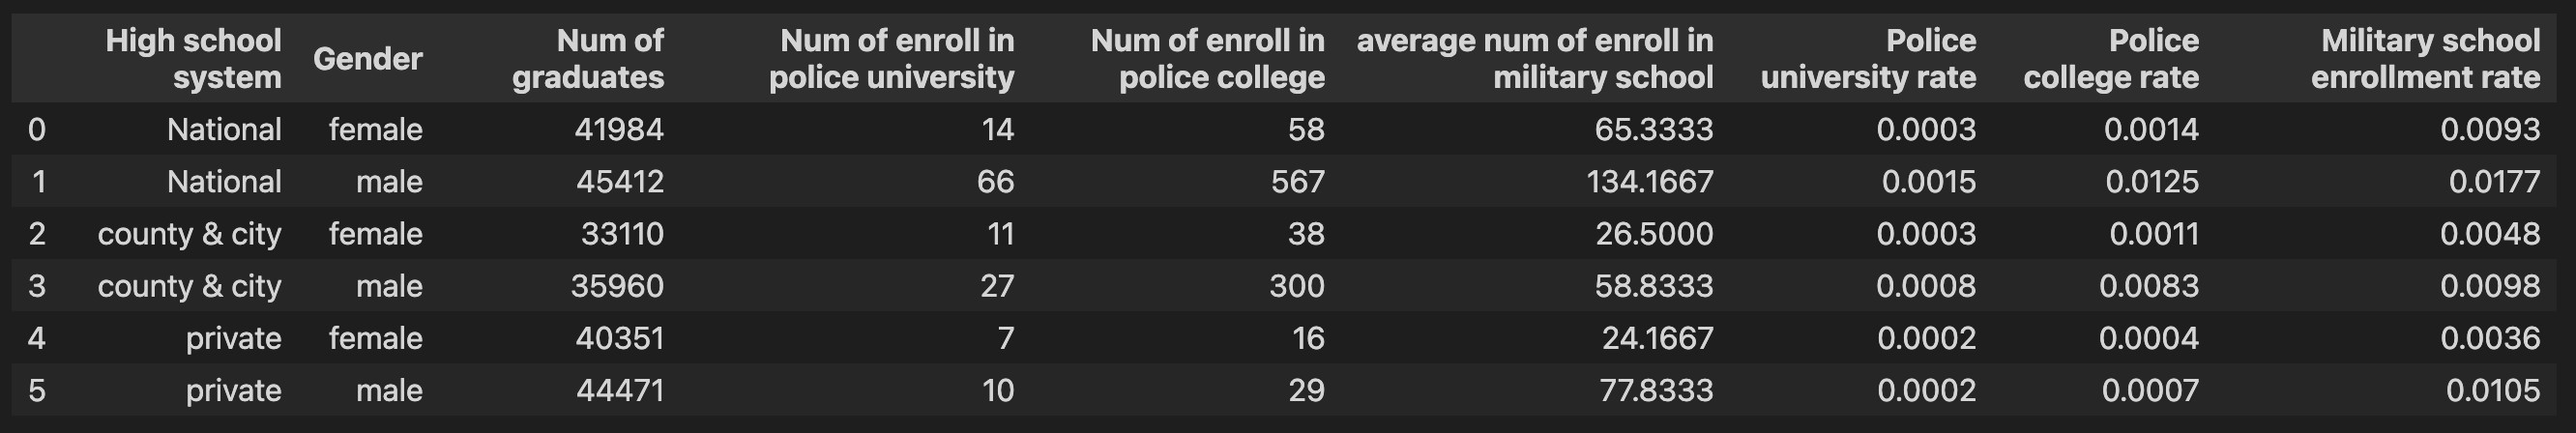 High school system Gender Num of graduates Num of enroll in police university Num of enroll in police college average num of enroll in military school Police university rate Police college rate Military school enrollment rate
0 National female 41984 14 58 65.3333 0.0003 0.0014 0.0093
1 National male 45412 66 567 134.1667 0.0015 0.0125 0.0177
2 county & city female 33110 11 38 26.5000 0.0003 0.0011 0.0048
3 county & city male 35960 27 300 58.8333 0.0008 0.0083 0.0098
4 private female 40351 7 16 24.1667 0.0002 0.0004 0.0036
5 private male 44471 10 29 77.8333 0.0002 0.0007 0.0105